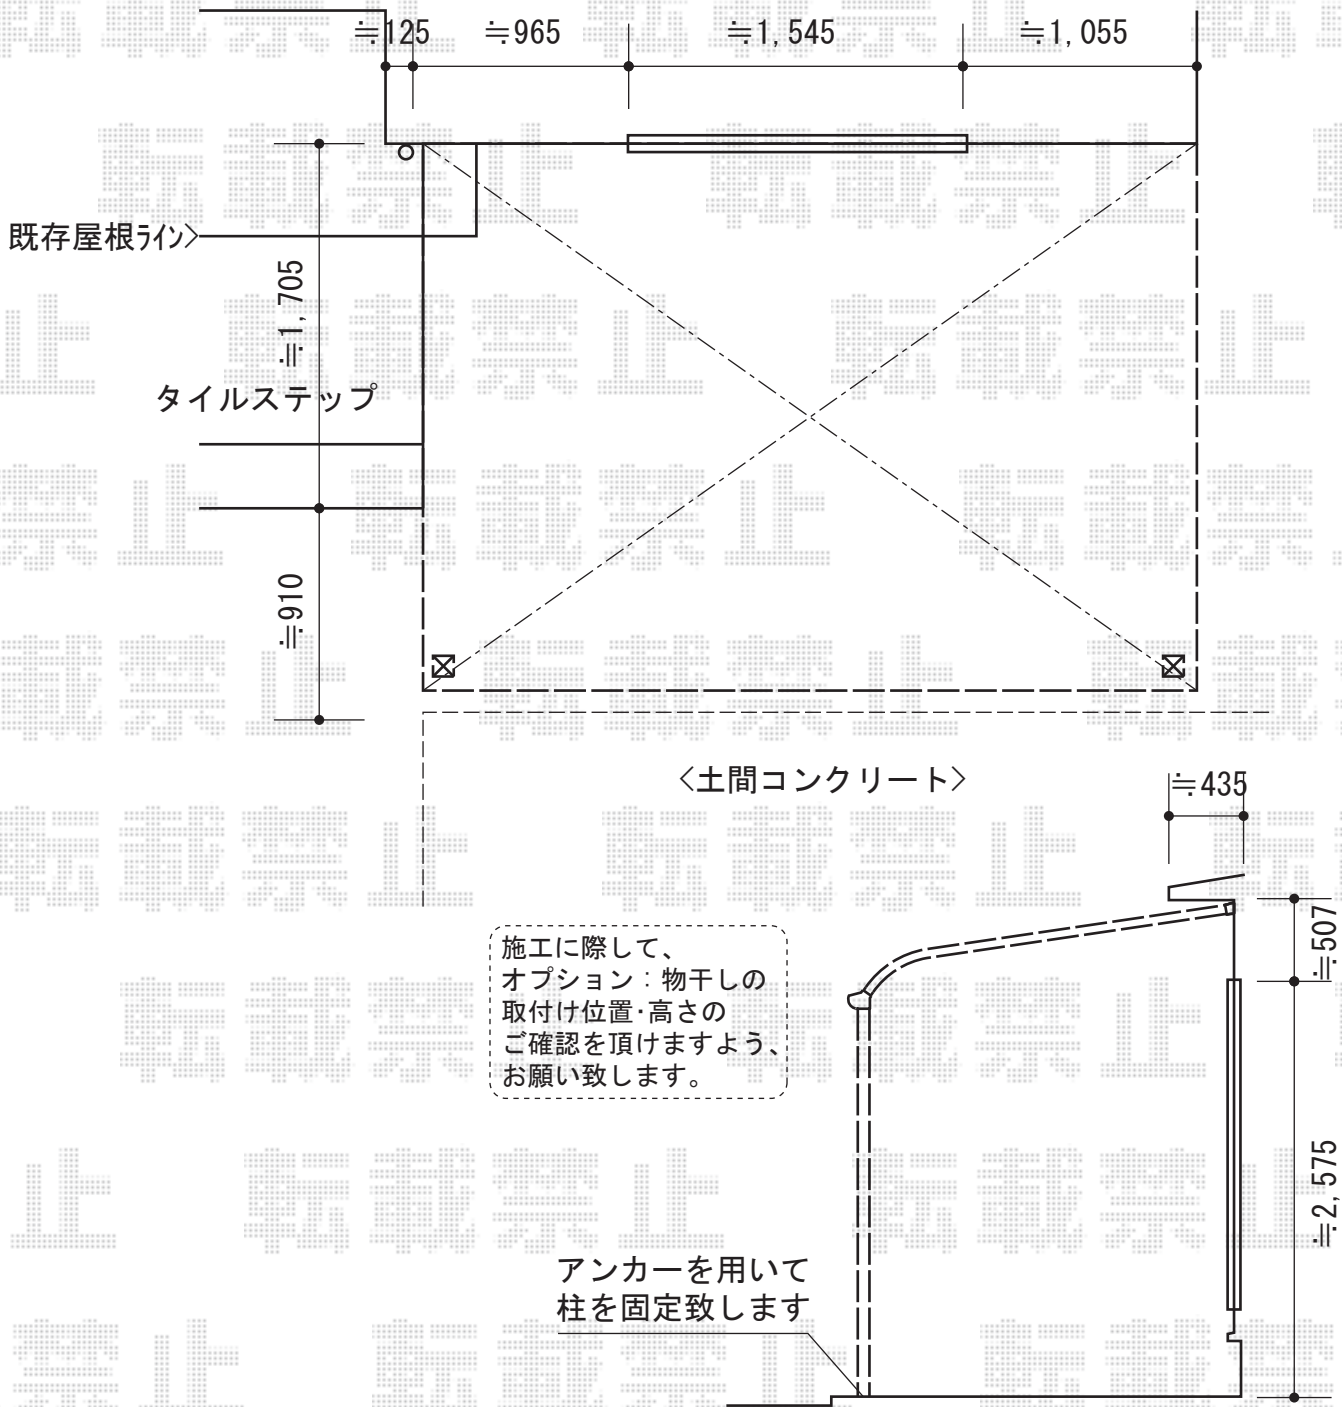 ≒125 ≒965 ≒1,545 ≒1,055
既存屋根ライン〉
≒1,705
タイルステップ
≒910
〈土間コンクリート〉
≒435
施工に際して、
オプション：物干しの
取付け位置・高さの
ご確認を頂けますよう、
お願い致します。
≒507
≒2,575
アンカーを用いて
柱を固定致します
転載禁止